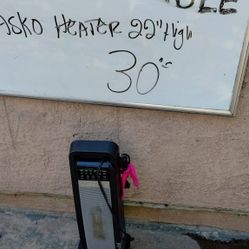 ASKO HEATER 22" High
30°°